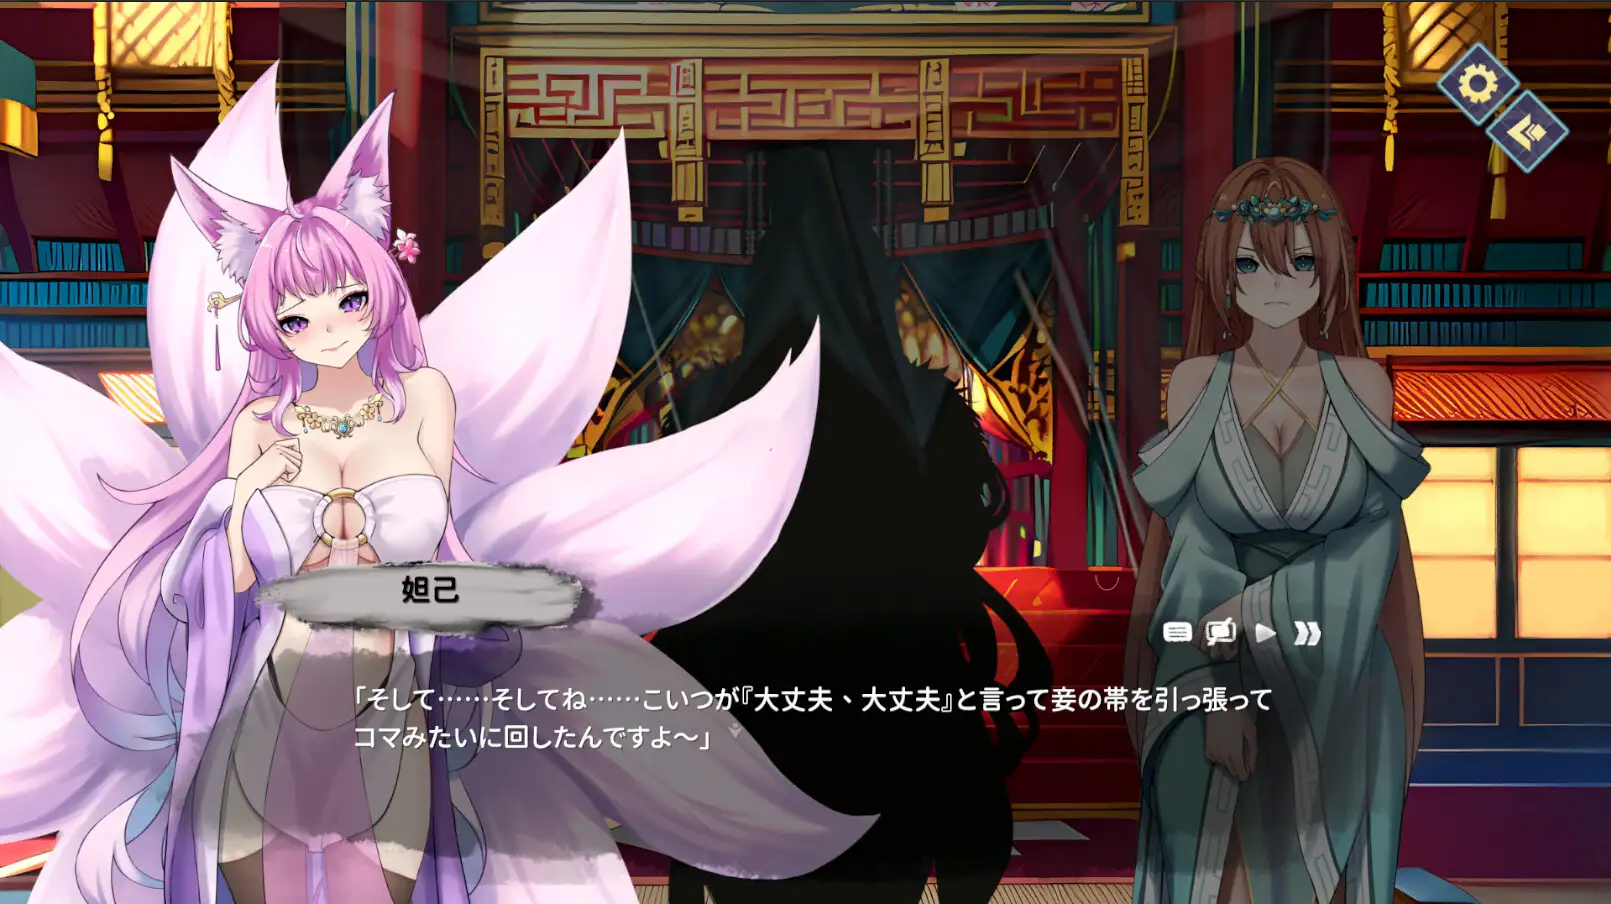 妲己
「そして……そしてね……こいつが『大丈夫、大丈夫』と言って妾の帯を引っ張って
コマみたいに回したんですよ～」